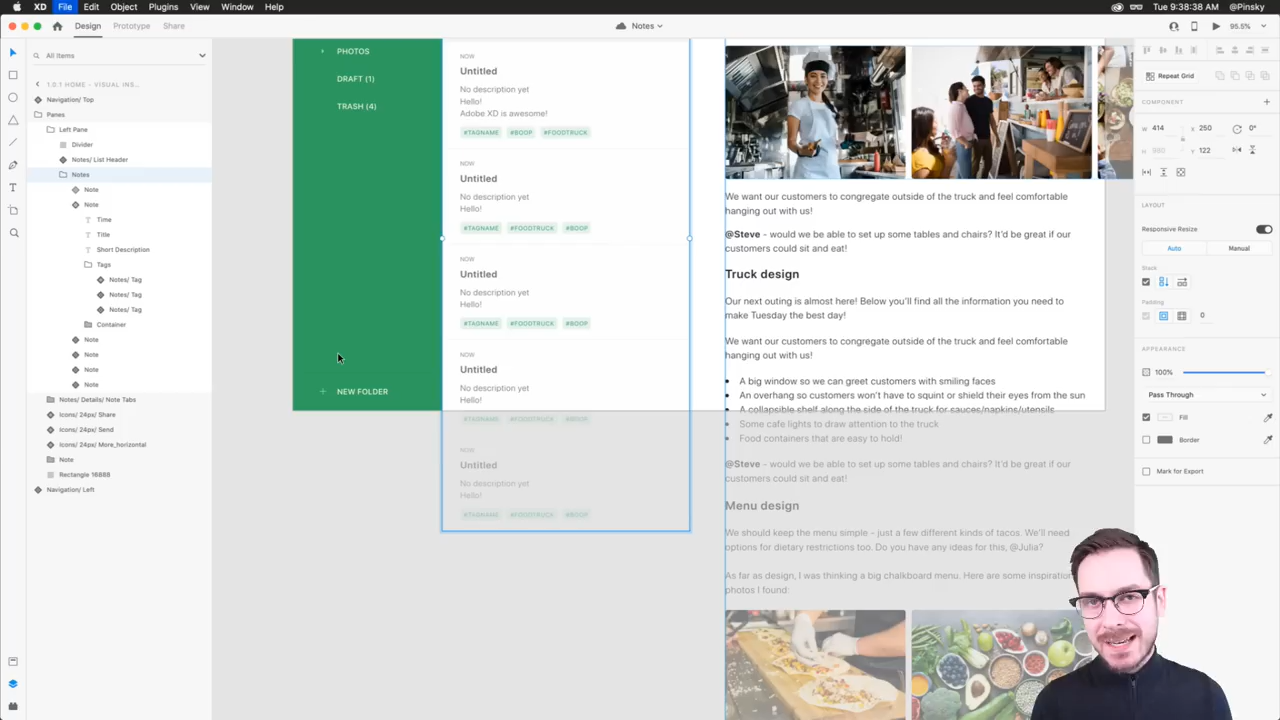 XD File Edit Object Plugins View Window Help
Tue 9:38:38 AM @Pinsky
Design Prototype Share
Notes
95.5%
All Items
1.0.1 HOME - VISUAL INS...
Navigation/ Top
Panes
Left Pane
Divider
Notes/ List Header
Notes
Note
Note
Time
Title
Short Description
Tags
Notes/ Tag
Notes/ Tag
Notes/ Tag
Container
Note
Note
Note
Note
Notes/ Details/ Note Tabs
Icons/ 24px/ Share
Icons/ 24px/ Send
Icons/ 24px/ More_horizontal
Note
Rectangle 16888
Navigation/ Left
PHOTOS
DRAFT (1)
TRASH (4)
+ NEW FOLDER
NOW
Untitled
No description yet
Hello!
Adobe XD is awesome!
#TAGNAME #BOOP #FOODTRUCK
NOW
Untitled
No description yet
Hello!
#TAGNAME #FOODTRUCK #BOOP
NOW
Untitled
No description yet
Hello!
#TAGNAME #FOODTRUCK #BOOP
NOW
Untitled
No description yet
Hello!
#TAGNAME #FOODTRUCK #BOOP
NOW
Untitled
No description yet
Hello!
#TAGNAME #FOODTRUCK #BOOP
We want our customers to congregate outside of the truck and feel comfortable
hanging out with us!
@Steve - would we be able to set up some tables and chairs? It'd be great if our
customers could sit and eat!
Truck design
Our next outing is almost here! Below you'll find all the information you need to
make Tuesday the best day!
We want our customers to congregate outside of the truck and feel comfortable
hanging out with us!
• A big window so we can greet customers with smiling faces
• An overhang so customers won't have to squint or shield their eyes from the sun
• A collapsible shelf along the side of the truck for sauces/napkins/utensils
• Some cafe lights to draw attention to the truck
• Food containers that are easy to hold!
@Steve - would we be able to set up some tables and chairs? It'd be great if our
customers could sit and eat!
Menu design
We should keep the menu simple - just a few different kinds of tacos. We'll need
options for dietary restrictions too. Do you have any ideas for this, @Julia?
As far as design, I was thinking a big chalkboard menu. Here are some inspiration
photos I found:
Repeat Grid
COMPONENT +
W 414 X 250 0°
H 960 Y 122
LAYOUT
Responsive Resize
Auto Manual
Stack
Padding
0
APPEARANCE
100%
Pass Through
Fill
Border
Mark for Export